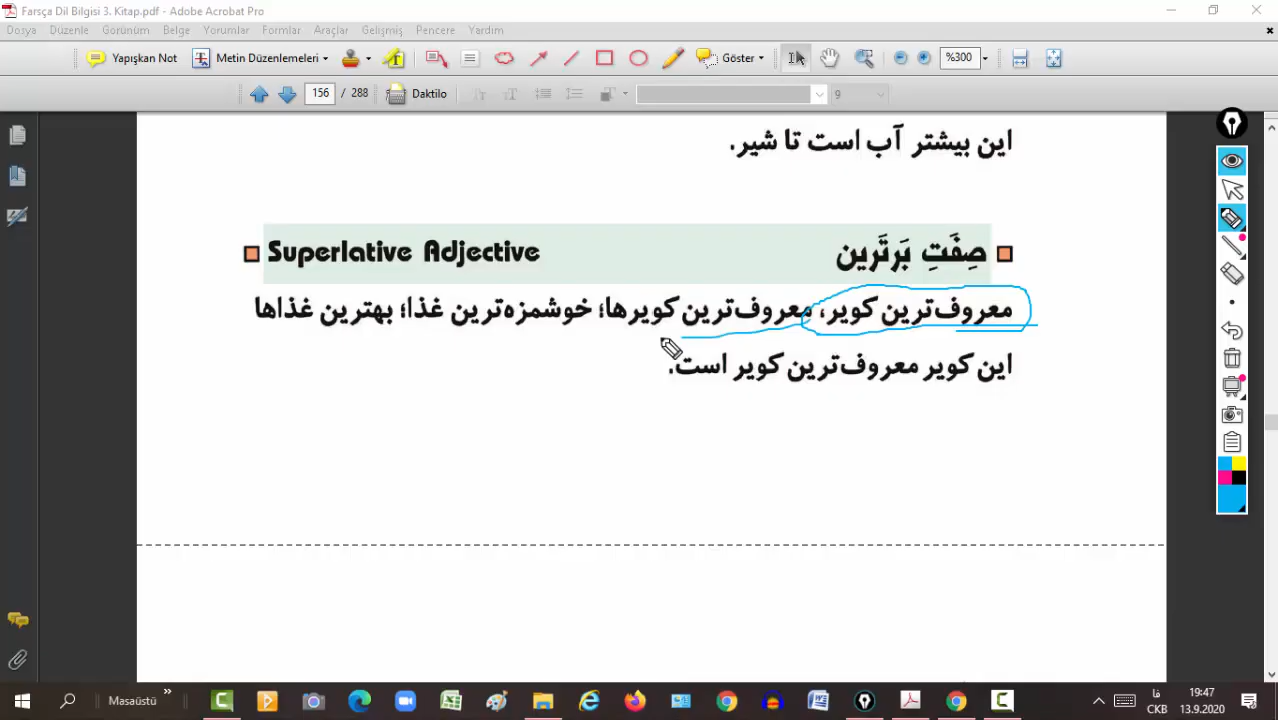 Farsça Dil Bilgisi 3. Kitap.pdf - Adobe Acrobat Pro
Dosya Düzenle Görünüm Belge Yorumlar Formlar Araçlar Gelişmiş Pencere Yardım
Yapışkan Not Metin Düzenlemeleri Göster %300
156 / 288 Daktilo 9
این بیشتر آب است تا شیر.
صِفَتِ بَرتَرین Superlative Adjective
معروف‌ترین کویر، معروف‌ترین کویرها؛ خوشمزه‌ترین غذا؛ بهترین غذاها
این کویر معروف‌ترین کویر است.
Masaüstü
فا 19:47
CKB 13.9.2020